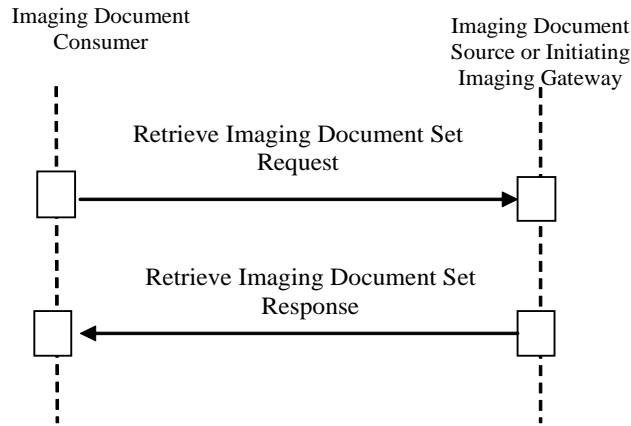 Imaging Document
Consumer
Imaging Document
Source or Initiating
Imaging Gateway
Retrieve Imaging Document Set
Request
Retrieve Imaging Document Set
Response